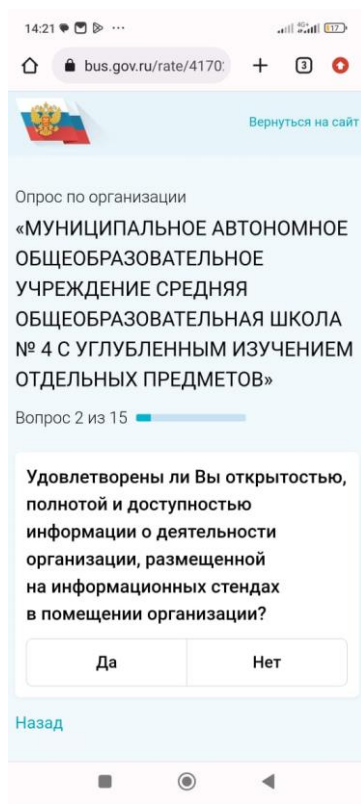 14:21
4G+
17
bus.gov.ru/rate/4170
3
Вернуться на сайт
Опрос по организации
«МУНИЦИПАЛЬНОЕ АВТОНОМНОЕ
ОБЩЕОБРАЗОВАТЕЛЬНОЕ
УЧРЕЖДЕНИЕ СРЕДНЯЯ
ОБЩЕОБРАЗОВАТЕЛЬНАЯ ШКОЛА
№ 4 С УГЛУБЛЕННЫМ ИЗУЧЕНИЕМ
ОТДЕЛЬНЫХ ПРЕДМЕТОВ»
Вопрос 2 из 15
Удовлетворены ли Вы открытостью,
полнотой и доступностью
информации о деятельности
организации, размещенной
на информационных стендах
в помещении организации?
Да Нет
Назад